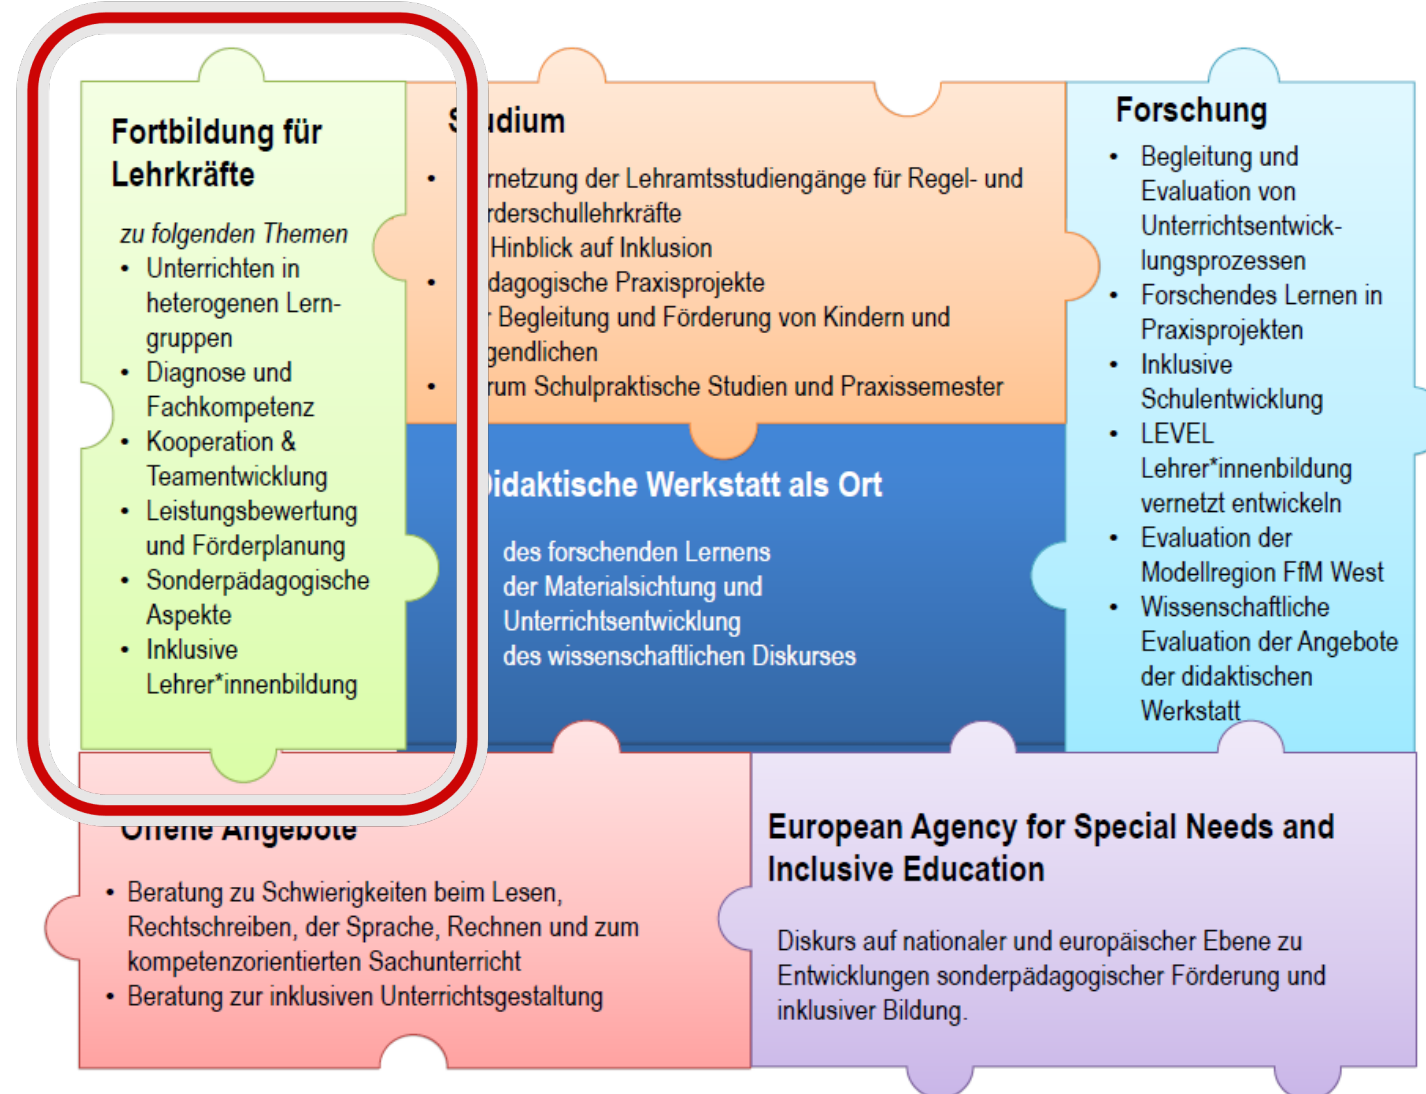 Fortbildung für
Lehrkräfte
zu folgenden Themen
• Unterrichten in
heterogenen Lern-
gruppen
• Diagnose und
Fachkompetenz
• Kooperation &
Teamentwicklung
• Leistungsbewertung
und Förderplanung
• Sonderpädagogische
Aspekte
• Inklusive
Lehrer*innenbildung
Studium
• rnetzung der Lehramtsstudiengänge für Regel- und
rderschullehrkräfte
Hinblick auf Inklusion
• dagogische Praxisprojekte
r Begleitung und Förderung von Kindern und
gendlichen
• rum Schulpraktische Studien und Praxissemester
Didaktische Werkstatt als Ort
des forschenden Lernens
der Materialsichtung und
Unterrichtsentwicklung
des wissenschaftlichen Diskurses
Forschung
• Begleitung und
Evaluation von
Unterrichtsentwick-
lungsprozessen
• Forschendes Lernen in
Praxisprojekten
• Inklusive
Schulentwicklung
• LEVEL
Lehrer*innenbildung
vernetzt entwickeln
• Evaluation der
Modellregion FfM West
• Wissenschaftliche
Evaluation der Angebote
der didaktischen
Werkstatt
Offene Angebote
• Beratung zu Schwierigkeiten beim Lesen,
Rechtschreiben, der Sprache, Rechnen und zum
kompetenzorientierten Sachunterricht
• Beratung zur inklusiven Unterrichtsgestaltung
European Agency for Special Needs and
Inclusive Education
Diskurs auf nationaler und europäischer Ebene zu
Entwicklungen sonderpädagogischer Förderung und
inklusiver Bildung.